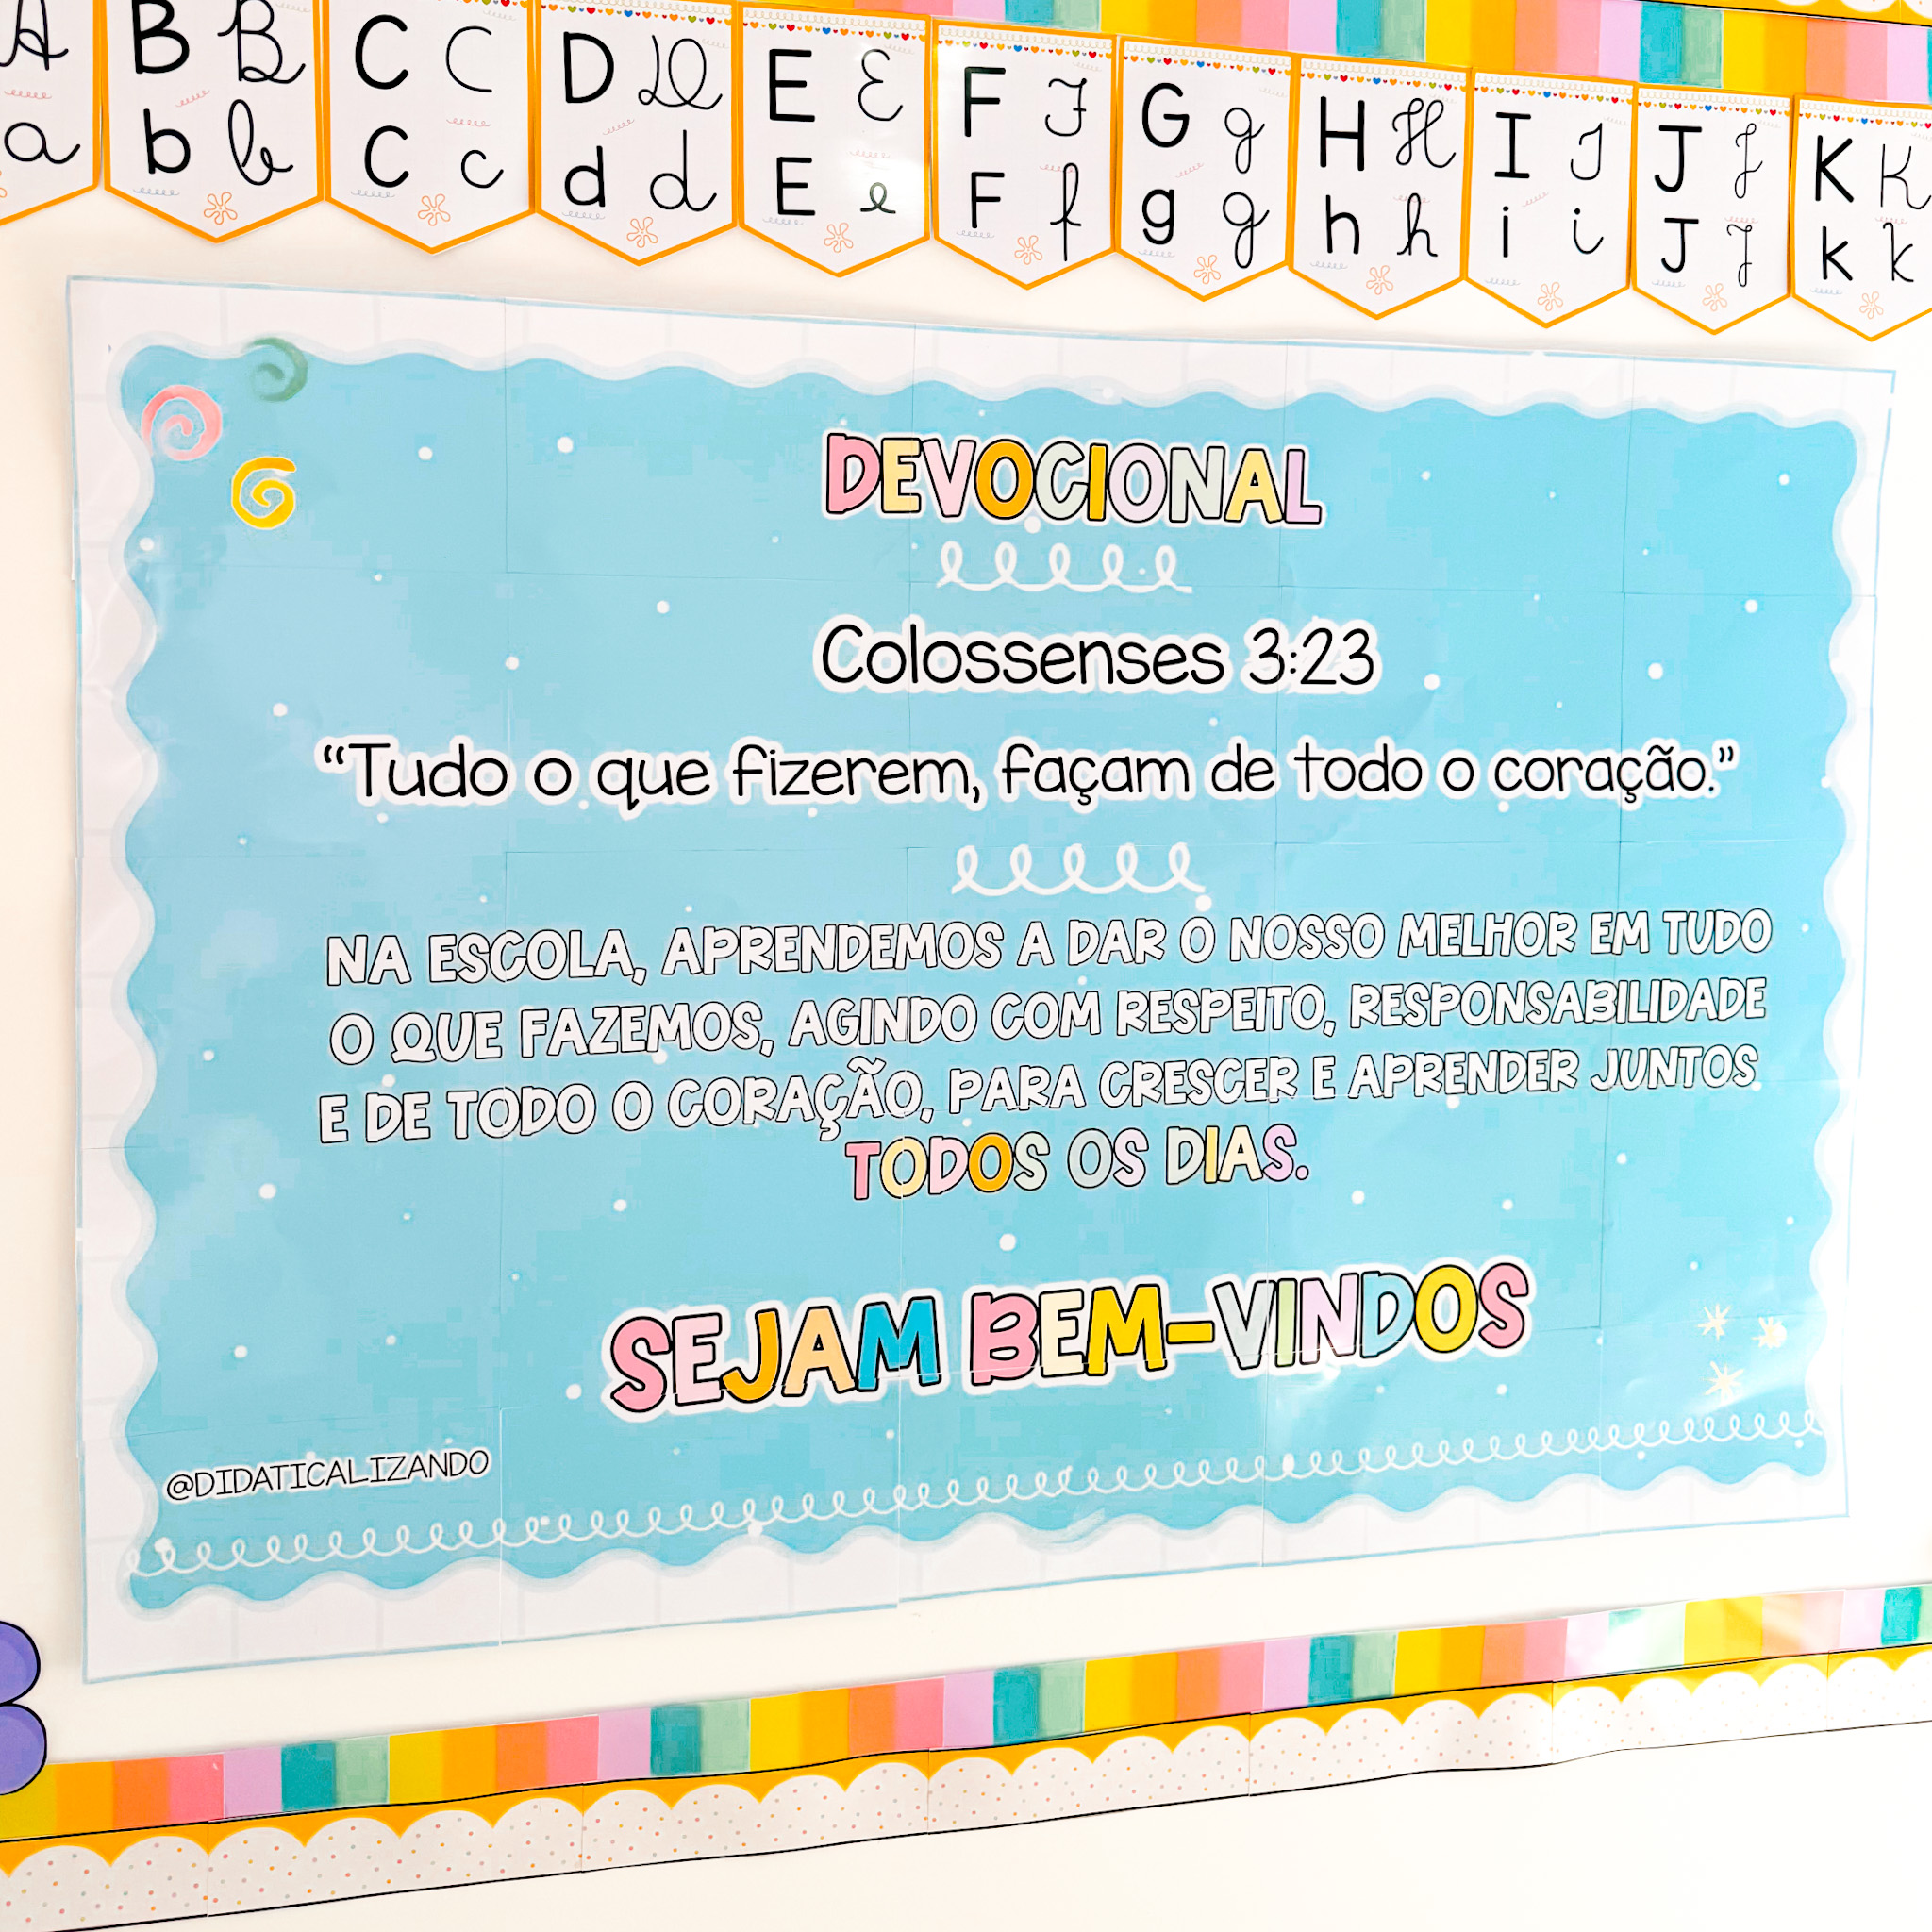 A
a
B B
b b
C C
C c
D D
d d
E E
E e
F F
F f
G g
g g
H H
h h
I I
i i
J J
J J
K K
k k
DEVOCIONAL
Colossenses 3:23
“Tudo o que fizerem, façam de todo o coração.”
NA ESCOLA, APRENDEMOS A DAR O NOSSO MELHOR EM TUDO
O QUE FAZEMOS, AGINDO COM RESPEITO, RESPONSABILIDADE
E DE TODO O CORAÇÃO, PARA CRESCER E APRENDER JUNTOS
TODOS OS DIAS.
SEJAM BEM-VINDOS
@DIDATICALIZANDO